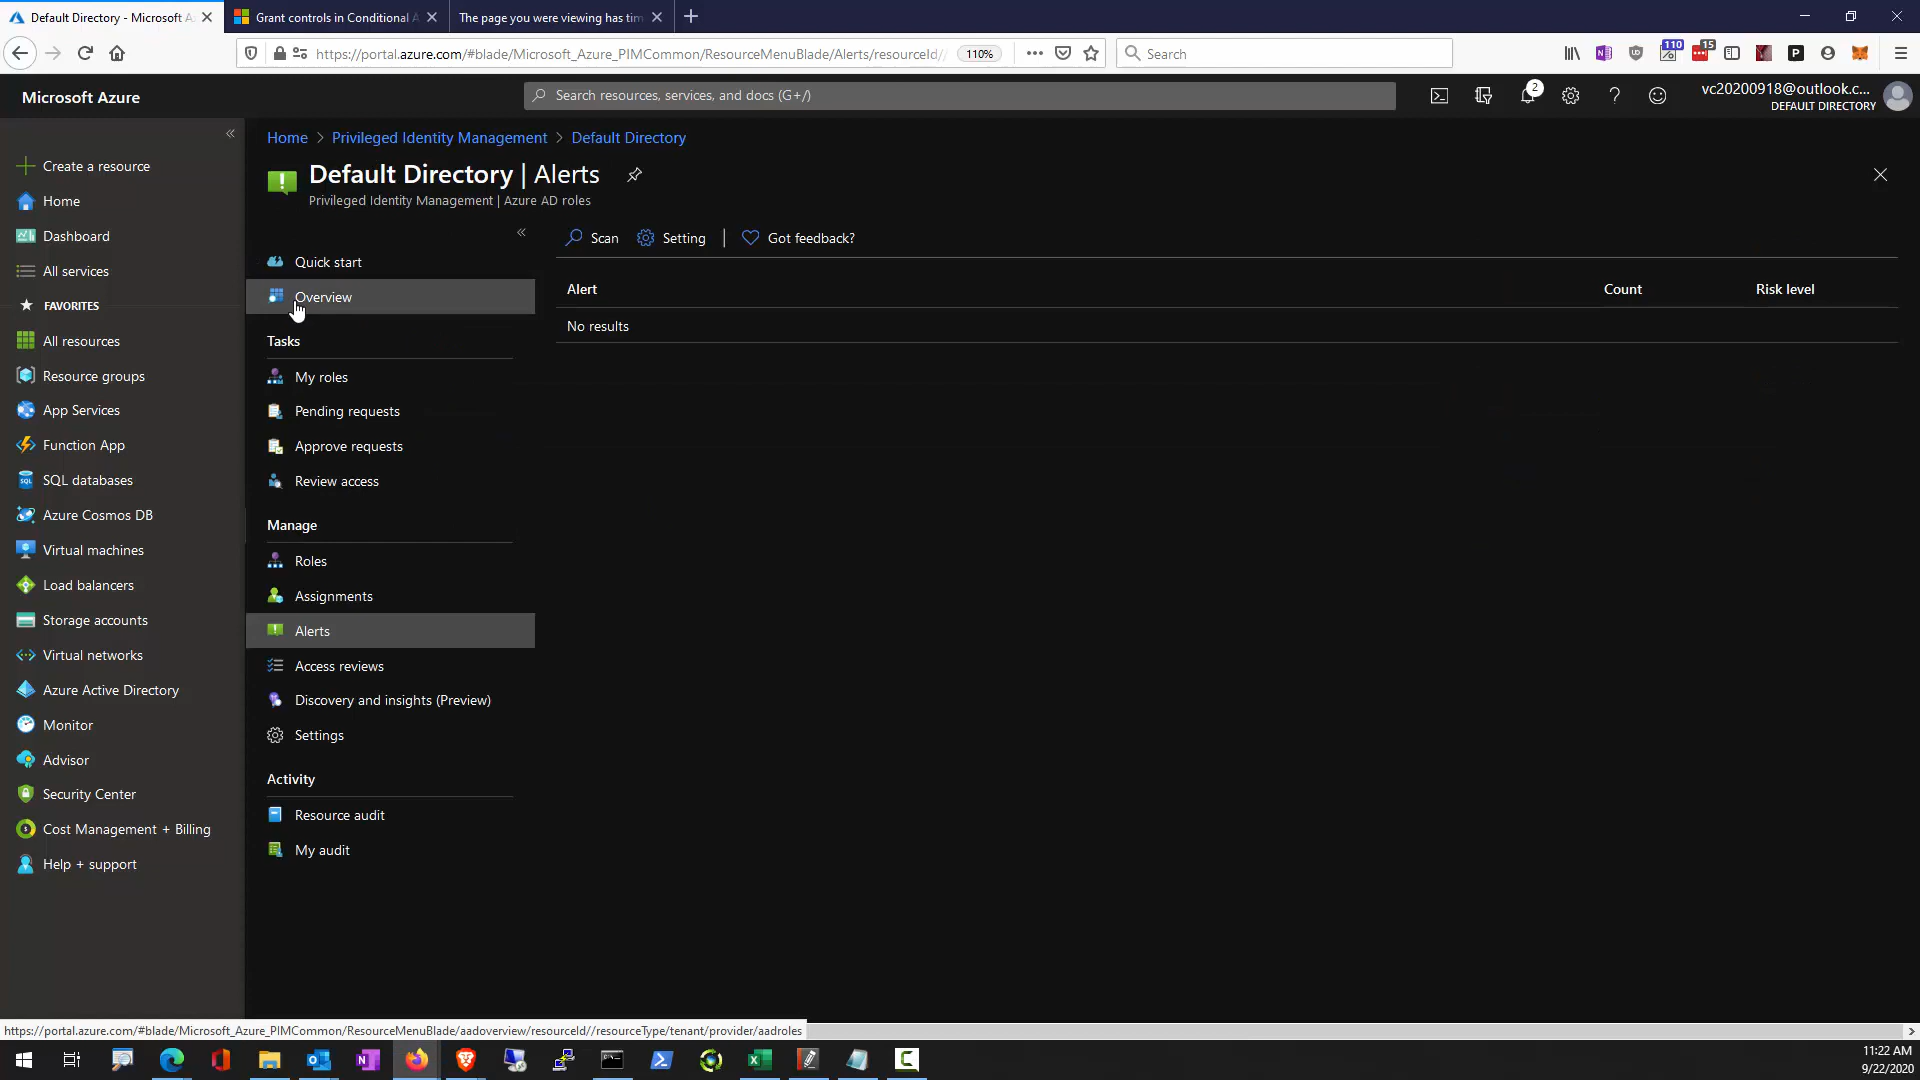 Default Directory - Microsoft A
Grant controls in Conditional A
The page you were viewing has tim
https://portal.azure.com/#blade/Microsoft_Azure_PIMCommon/ResourceMenuBlade/Alerts/resourceId//
110%
Search
110
15
P
Microsoft Azure
Search resources, services, and docs (G+/)
2
vc20200918@outlook.c...
DEFAULT DIRECTORY
Create a resource
Home
Dashboard
All services
FAVORITES
All resources
Resource groups
App Services
Function App
SQL databases
Azure Cosmos DB
Virtual machines
Load balancers
Storage accounts
Virtual networks
Azure Active Directory
Monitor
Advisor
Security Center
Cost Management + Billing
Help + support
Home > Privileged Identity Management > Default Directory
Default Directory | Alerts
Privileged Identity Management | Azure AD roles
Quick start
Overview
Tasks
My roles
Pending requests
Approve requests
Review access
Manage
Roles
Assignments
Alerts
Access reviews
Discovery and insights (Preview)
Settings
Activity
Resource audit
My audit
Scan
Setting
Got feedback?
Alert
Count
Risk level
No results
https://portal.azure.com/#blade/Microsoft_Azure_PIMCommon/ResourceMenuBlade/aadoverview/resourceId//resourceType/tenant/provider/aadroles
11:22 AM
9/22/2020